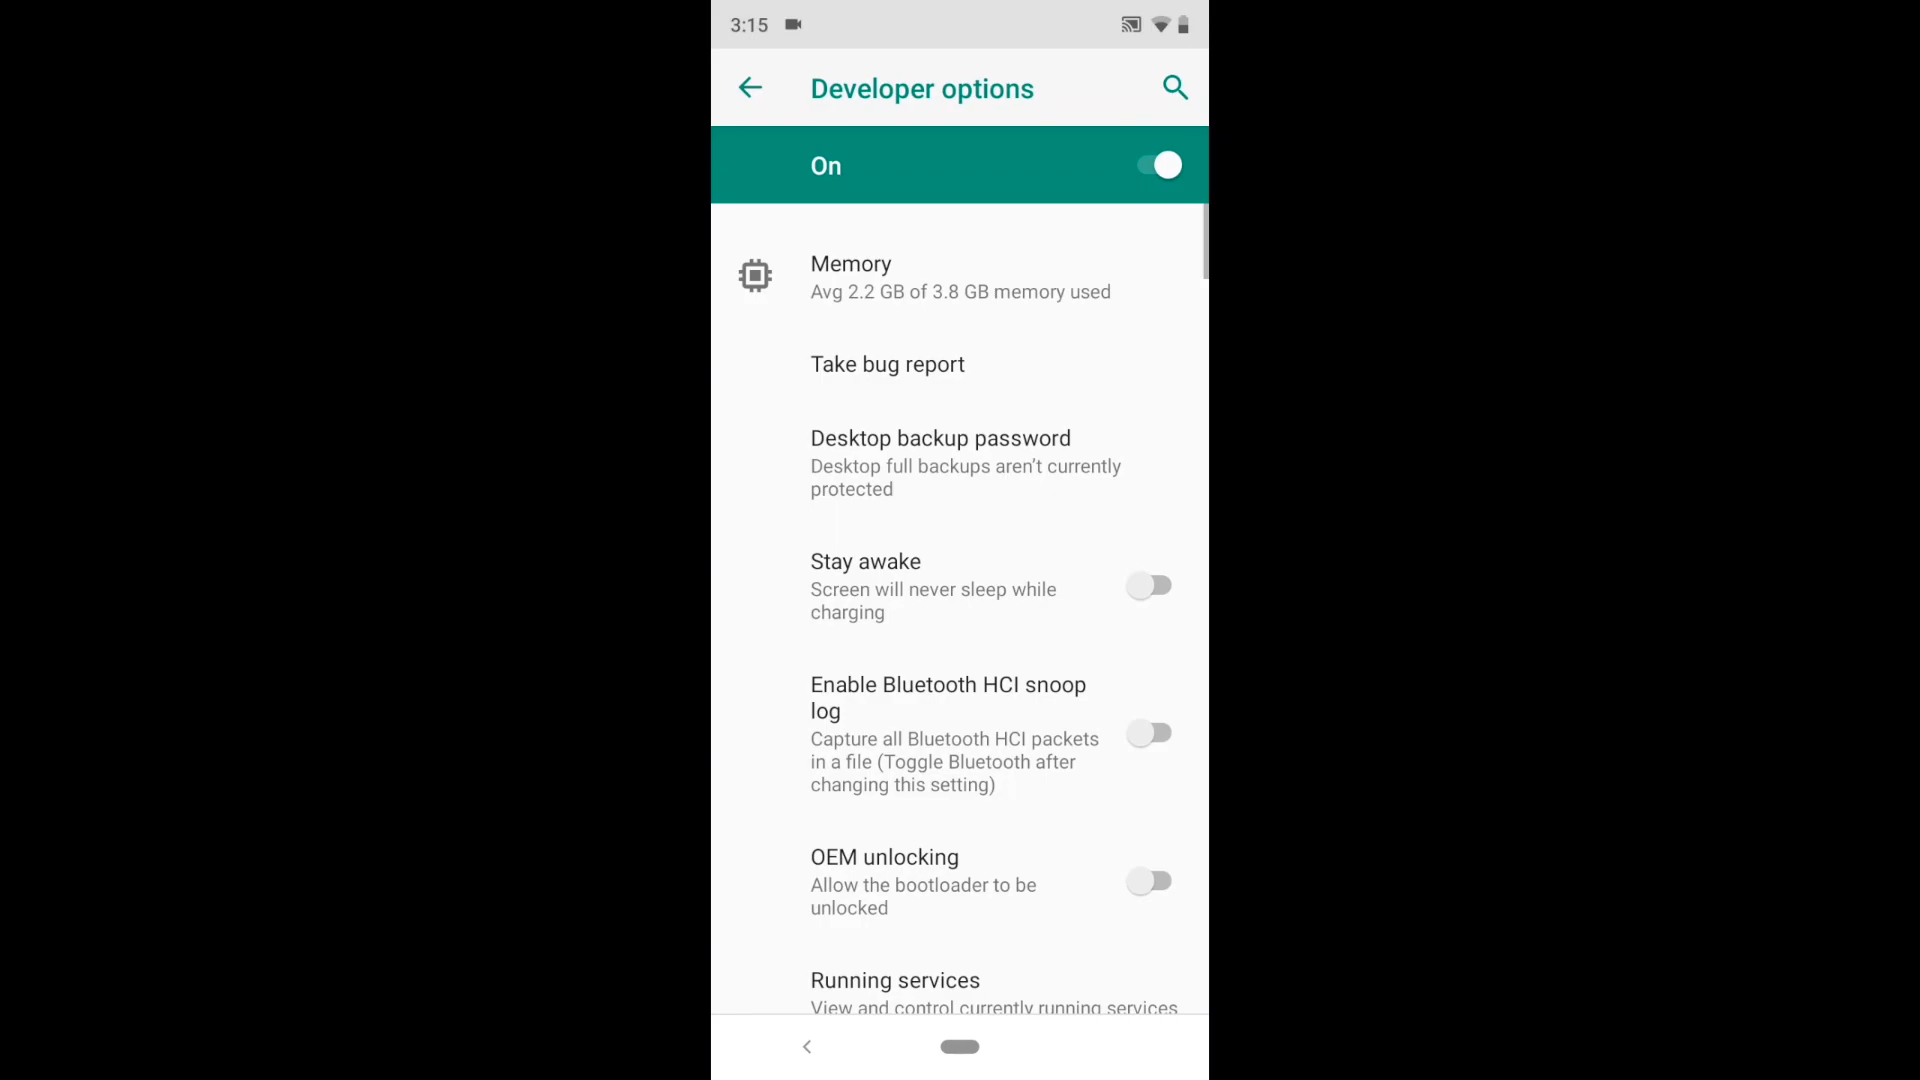 3:15
Developer options
On
Memory
Avg 2.2 GB of 3.8 GB memory used
Take bug report
Desktop backup password
Desktop full backups aren’t currently
protected
Stay awake
Screen will never sleep while
charging
Enable Bluetooth HCI snoop
log
Capture all Bluetooth HCI packets
in a file (Toggle Bluetooth after
changing this setting)
OEM unlocking
Allow the bootloader to be
unlocked
Running services
View and control currently running services